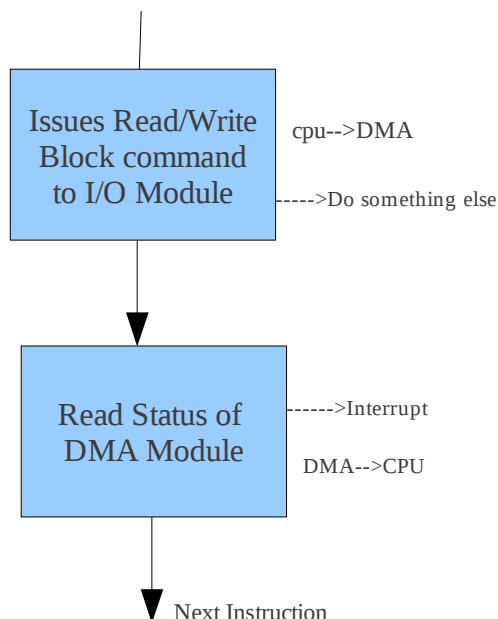 Issues Read/Write
Block command
to I/O Module
cpu-->DMA
----->Do something else
Read Status of
DMA Module
----->Interrupt
DMA-->CPU
Next Instruction